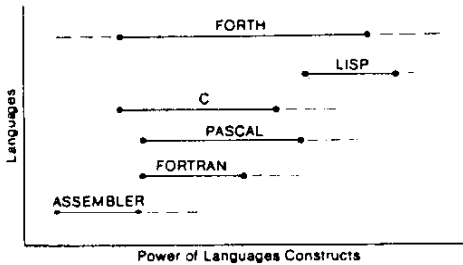 FORTH
LISP
C
PASCAL
FORTRAN
ASSEMBLER
Languages
Power of Languages Constructs